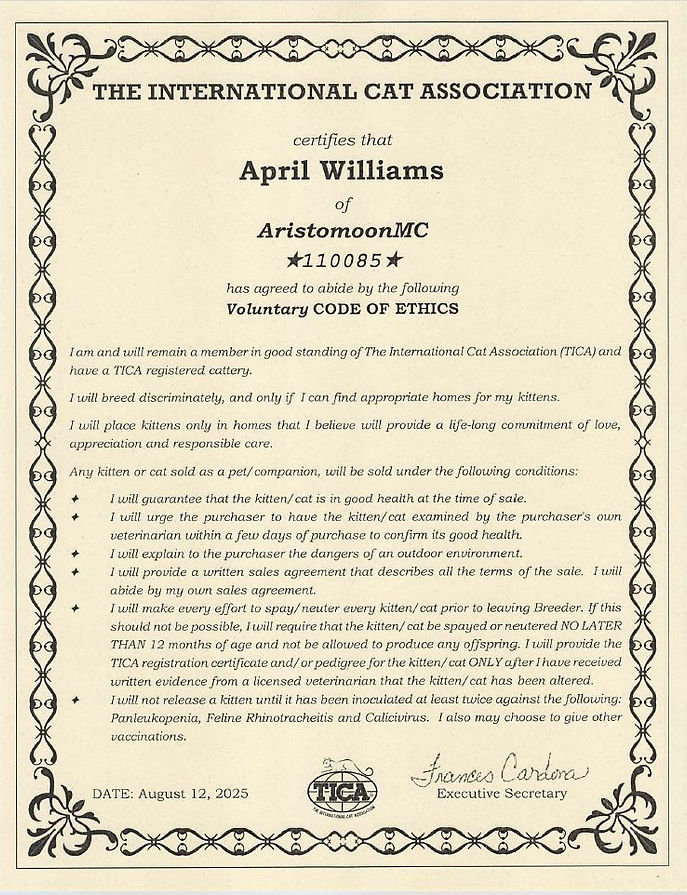 THE INTERNATIONAL CAT ASSOCIATION
certifies that
April Williams
of
AristomoonMC
★110085★
has agreed to abide by the following
Voluntary CODE OF ETHICS
I am and will remain a member in good standing of The International Cat Association (TICA) and
have a TICA registered cattery.
I will breed discriminately, and only if I can find appropriate homes for my kittens.
I will place kittens only in homes that I believe will provide a life-long commitment of love,
appreciation and responsible care.
Any kitten or cat sold as a pet/companion, will be sold under the following conditions:
✦ I will guarantee that the kitten/cat is in good health at the time of sale.
✦ I will urge the purchaser to have the kitten/cat examined by the purchaser's own
veterinarian within a few days of purchase to confirm its good health.
✦ I will explain to the purchaser the dangers of an outdoor environment.
✦ I will provide a written sales agreement that describes all the terms of the sale. I will
abide by my own sales agreement.
✦ I will make every effort to spay/neuter every kitten/cat prior to leaving Breeder. If this
should not be possible, I will require that the kitten/cat be spayed or neutered NO LATER
THAN 12 months of age and not be allowed to produce any offspring. I will provide the
TICA registration certificate and/or pedigree for the kitten/cat ONLY after I have received
written evidence from a licensed veterinarian that the kitten/cat has been altered.
✦ I will not release a kitten until it has been inoculated at least twice against the following:
Panleukopenia, Feline Rhinotracheitis and Calicivirus. I also may choose to give other
vaccinations.
Frances Cardona
DATE: August 12, 2025
TICA
THE INTERNATIONAL CAT ASSOCIATION
Executive Secretary